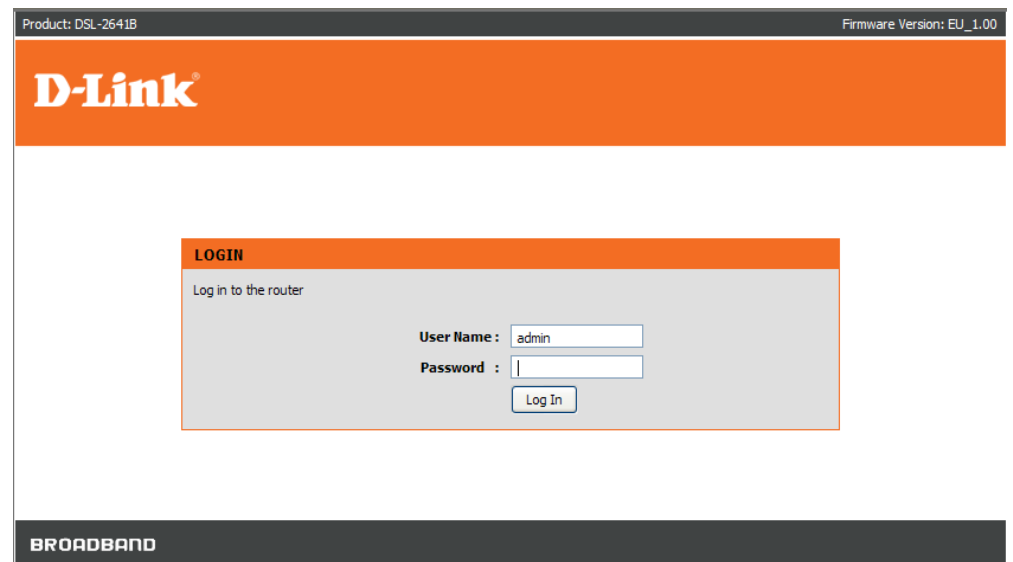 Product: DSL-2641B Firmware Version: EU_1.00
D-Link®
LOGIN
Log in to the router
User Name : admin
Password :
Log In
BROADBAND